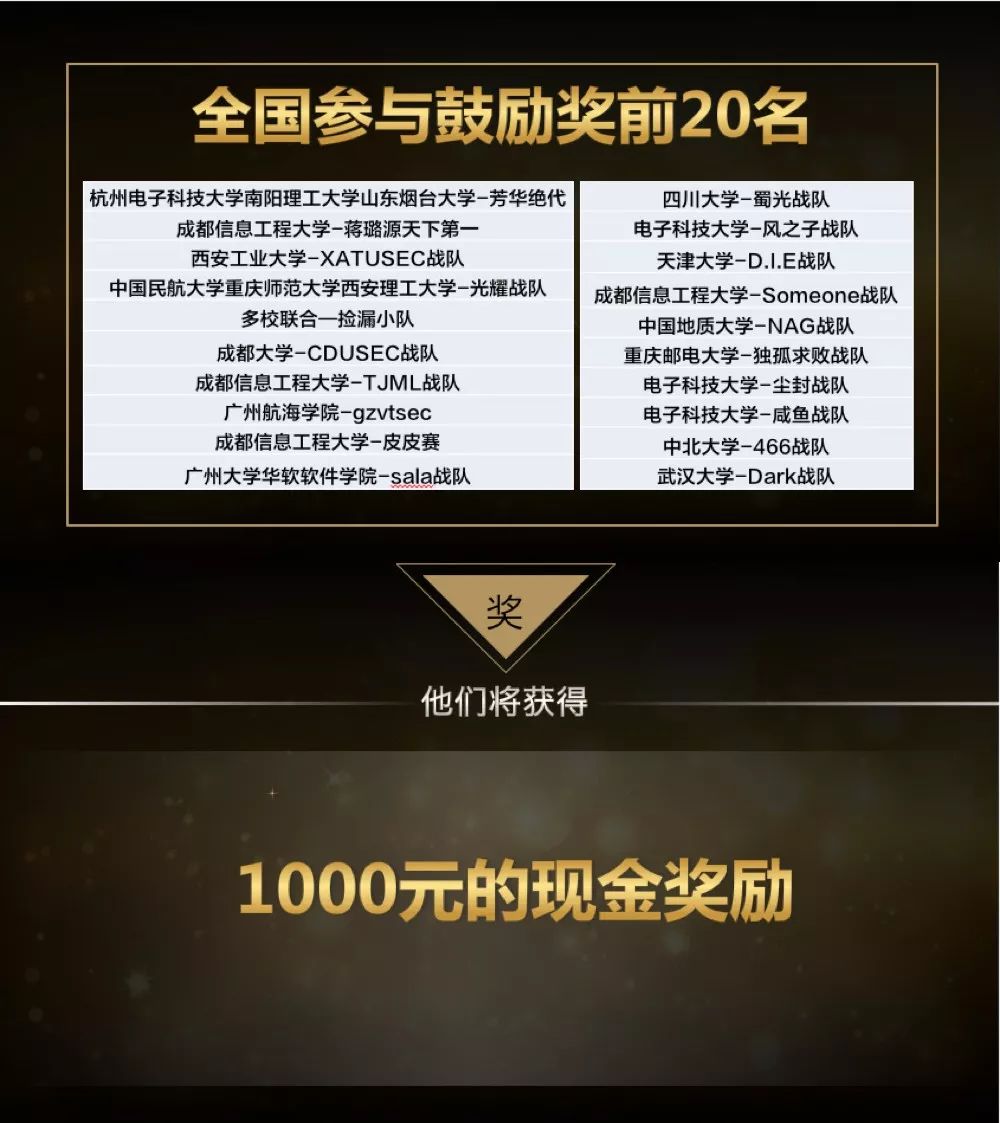 全国参与鼓励奖前20名
杭州电子科技大学南阳理工大学山东烟台大学-芳华绝代
成都信息工程大学-蒋璐源天下第一
西安工业大学-XATUSEC战队
中国民航大学重庆师范大学西安理工大学-光耀战队
多校联合—捡漏小队
成都大学-CDUSEC战队
成都信息工程大学-TJML战队
广州航海学院-gzvtsec
成都信息工程大学-皮皮赛
广州大学华软软件学院-sala战队
四川大学-蜀光战队
电子科技大学-风之子战队
天津大学-D.I.E战队
成都信息工程大学-Someone战队
中国地质大学-NAG战队
重庆邮电大学-独孤求败战队
电子科技大学-尘封战队
电子科技大学-咸鱼战队
中北大学-466战队
武汉大学-Dark战队
奖
他们将获得
1000元的现金奖励